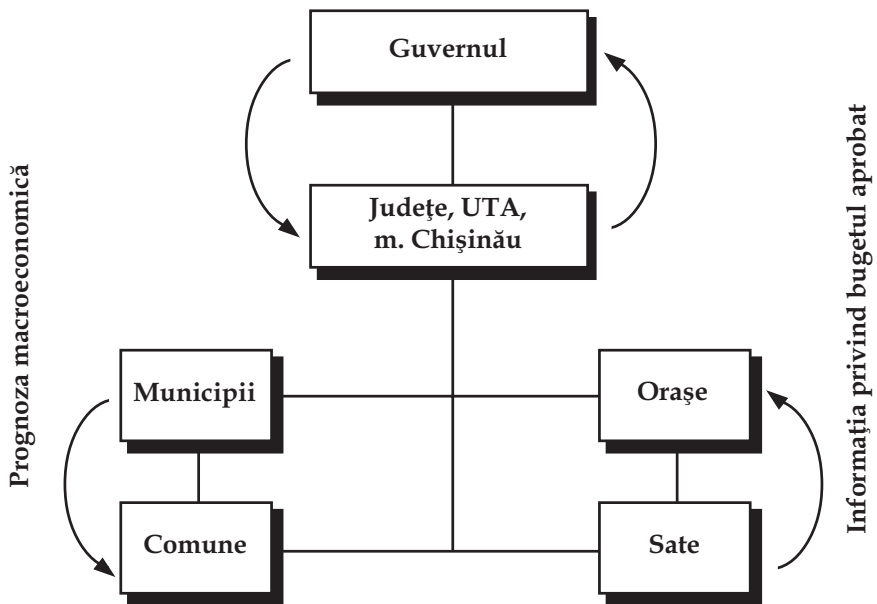 Guvernul
Judeţe, UTA,
m. Chişinău
Prognoza macroeconomică
Informaţia privind bugetul aprobat
Municipii
Oraşe
Comune
Sate